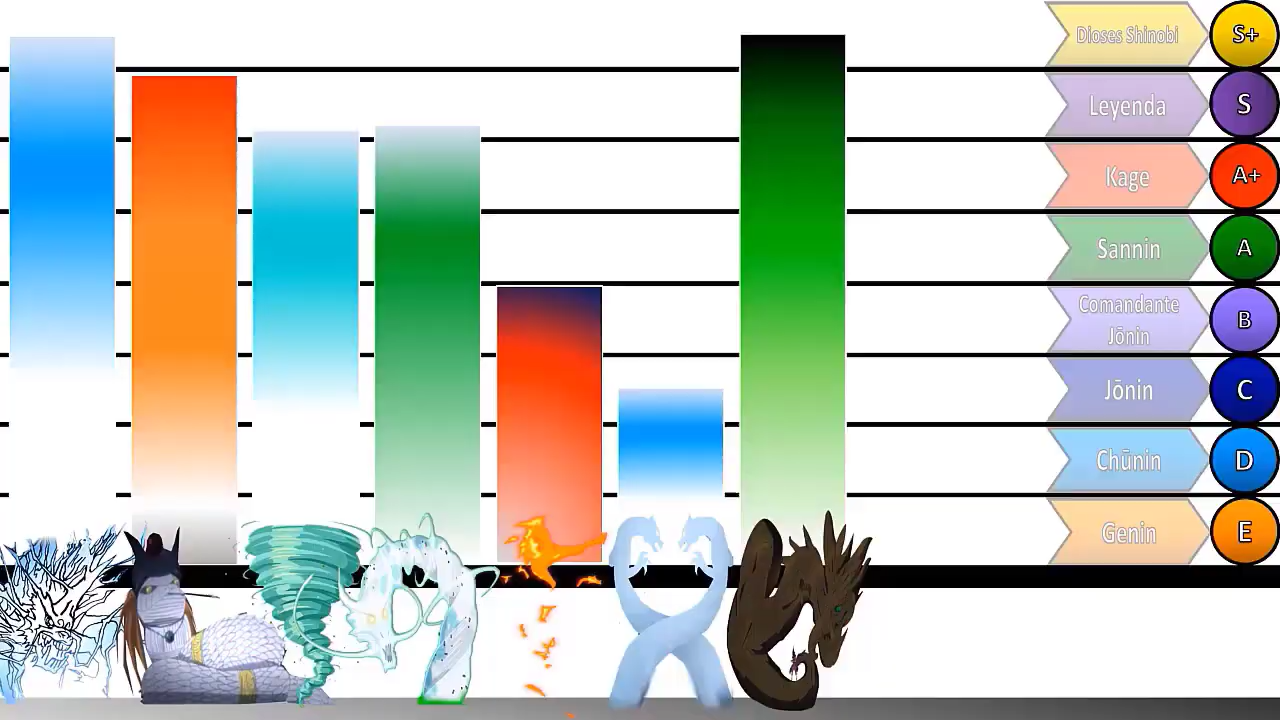 Dioses Shinobi S+
Leyenda S
Kage A+
Sannin A
Comandante
Jōnin B
Jōnin C
Chūnin D
Genin E